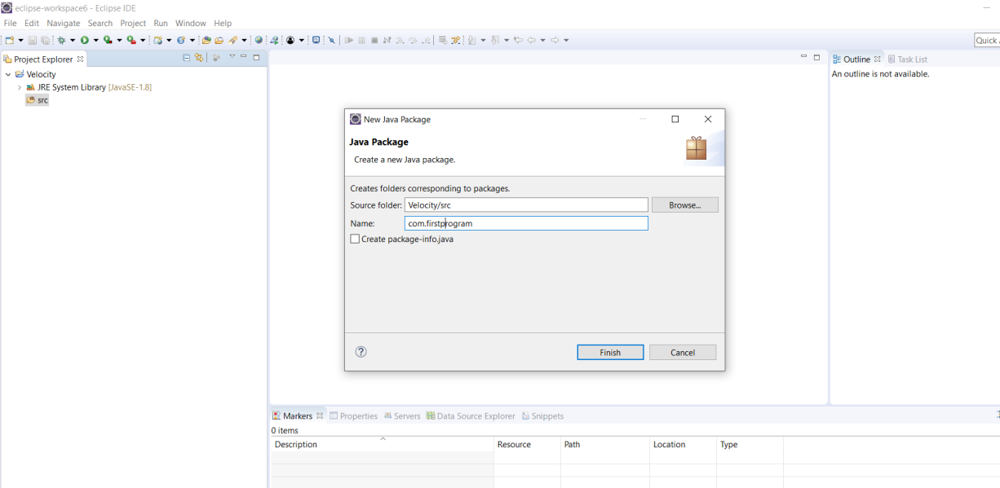 eclipse-workspace6 - Eclipse IDE
File Edit Navigate Search Project Run Window Help
Quick
Project Explorer
Velocity
JRE System Library [JavaSE-1.8]
src
Outline Task List
An outline is not available.
New Java Package
Java Package
Create a new Java package.
Creates folders corresponding to packages.
Source folder: Velocity/src Browse...
Name: com.firstprogram
Create package-info.java
Finish Cancel
Markers Properties Servers Data Source Explorer Snippets
0 items
Description Resource Path Location Type